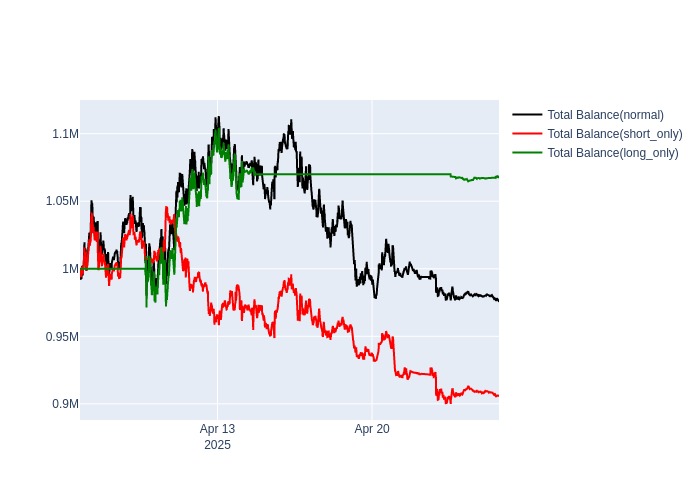 1.1M
1.05M
1M
0.95M
0.9M
Apr 13
2025
Apr 20
Total Balance(normal)
Total Balance(short_only)
Total Balance(long_only)